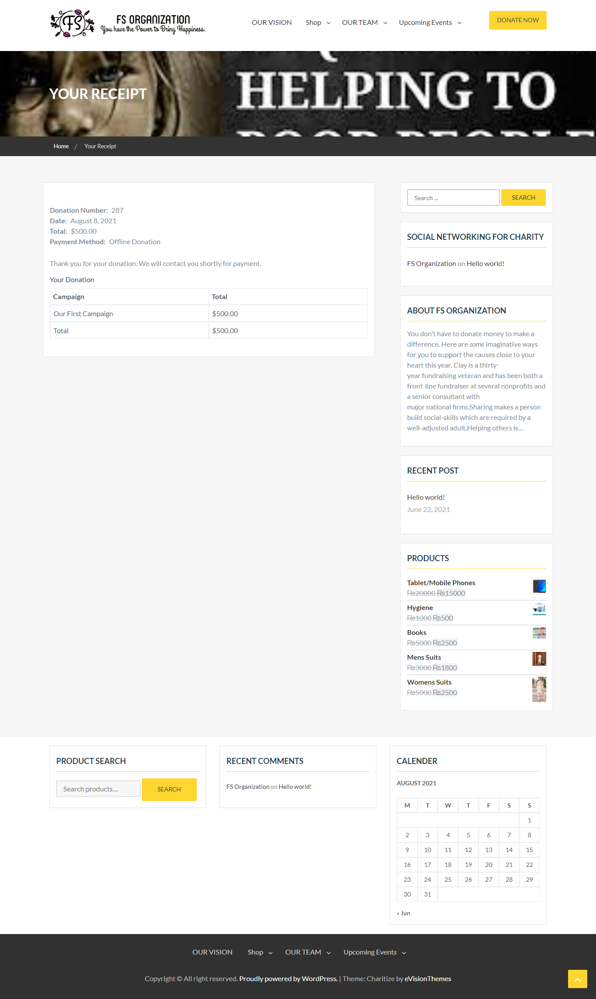 FS
FS ORGANIZATION
You have the Power to Bring Happiness.
OUR VISION
Shop
OUR TEAM
Upcoming Events
DONATE NOW
HELPING TO
POOR PEOPLE
YOUR RECEIPT
Home / Your Receipt
Donation Number: 287
Date: August 8, 2021
Total: $500.00
Payment Method: Offline Donation
Thank you for your donation. We will contact you shortly for payment.
Your Donation
Campaign Total
Our First Campaign $500.00
Total $500.00
Search …
SEARCH
SOCIAL NETWORKING FOR CHARITY
FS Organization on Hello world!
ABOUT FS ORGANIZATION
You don’t have to donate money to make a
difference. Here are some imaginative ways
for you to support the causes close to your
heart this year. Clay is a thirty-
year fundraising veteran and has been both a
front-line fundraiser at several nonprofits and
a senior consultant with
major national firms.Sharing makes a person
build social-skills which are required by a
well-adjusted adult.Helping others is…
RECENT POST
Hello world!
June 22, 2021
PRODUCTS
Tablet/Mobile Phones
₨20000 ₨15000
Hygiene
₨1000 ₨500
Books
₨5000 ₨2500
Mens Suits
₨3000 ₨1800
Womens Suits
₨5000 ₨2500
PRODUCT SEARCH
Search products…
SEARCH
RECENT COMMENTS
FS Organization on Hello world!
CALENDER
AUGUST 2021
M T W T F S S
1
2 3 4 5 6 7 8
9 10 11 12 13 14 15
16 17 18 19 20 21 22
23 24 25 26 27 28 29
30 31
« Jun
OUR VISION
Shop
OUR TEAM
Upcoming Events
Copyright © All right reserved. Proudly powered by WordPress. | Theme: Charitize by eVisionThemes